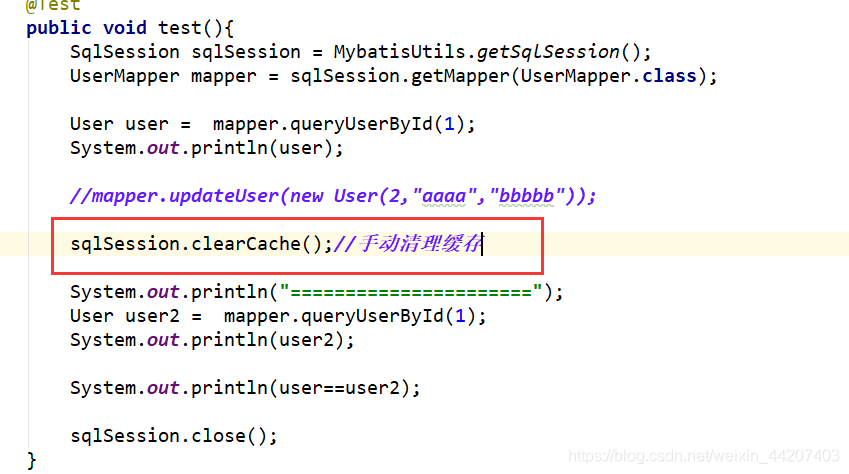 @Test
public void test(){
SqlSession sqlSession = MybatisUtils.getSqlSession();
UserMapper mapper = sqlSession.getMapper(UserMapper.class);
User user =  mapper.queryUserById(1);
System.out.println(user);
//mapper.updateUser(new User(2,"aaaa","bbbbb"));
sqlSession.clearCache();//手动清理缓存
System.out.println("======================");
User user2 =  mapper.queryUserById(1);
System.out.println(user2);
System.out.println(user==user2);
sqlSession.close();
}
https://blog.csdn.net/weixin_44207403